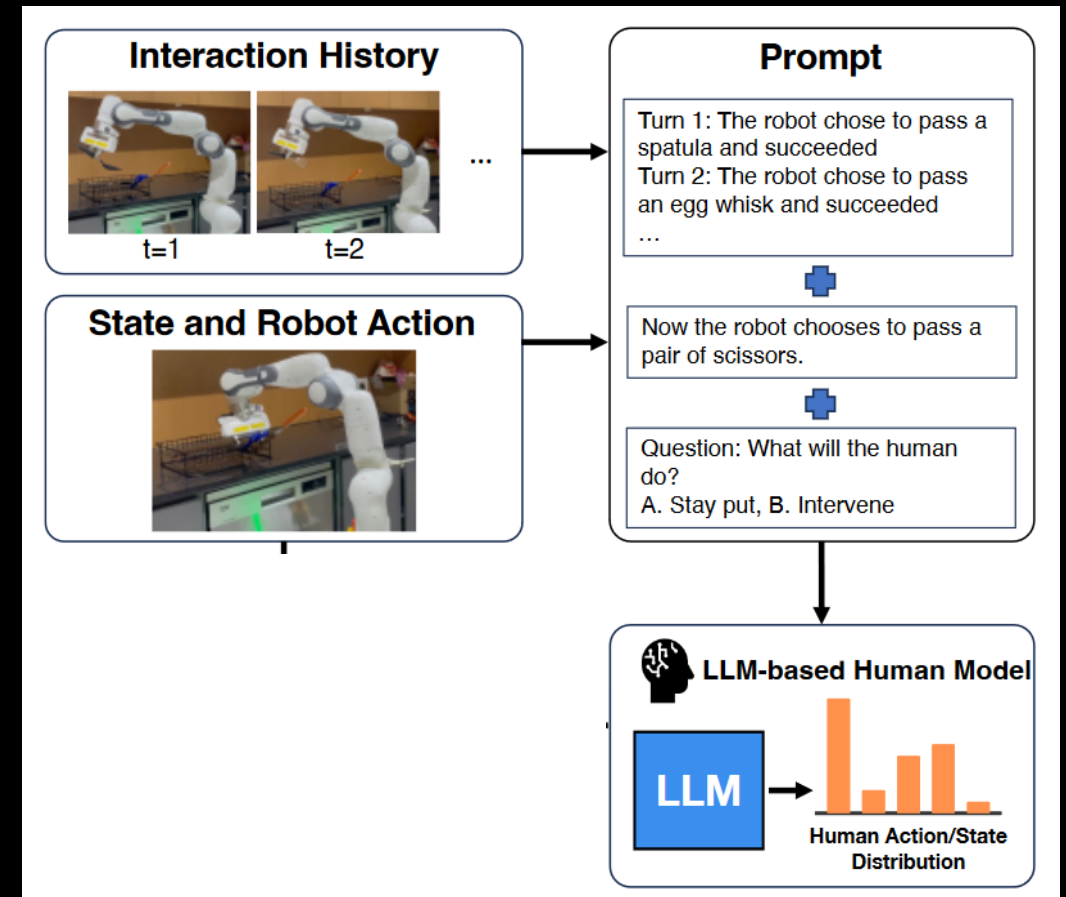 Interaction History
t=1
t=2
...
State and Robot Action
Prompt
Turn 1: The robot chose to pass a
spatula and succeeded
Turn 2: The robot chose to pass
an egg whisk and succeeded
...
Now the robot chooses to pass a
pair of scissors.
Question: What will the human
do?
A. Stay put, B. Intervene
LLM-based Human Model
LLM
Human Action/State
Distribution